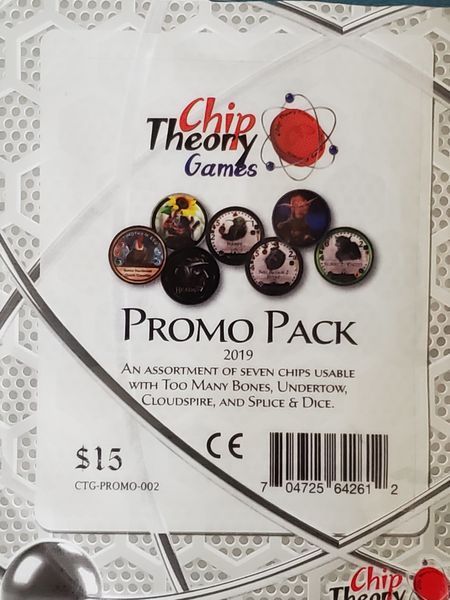 Chip
Theory
Games
PROMO PACK
2019
AN ASSORTMENT OF SEVEN CHIPS USABLE
WITH TOO MANY BONES, UNDERTOW,
CLOUDSPIRE, AND SPLICE & DICE.
$15
CE
CTG-PROMO-002
7 04725 64261 2
Chip
Theory